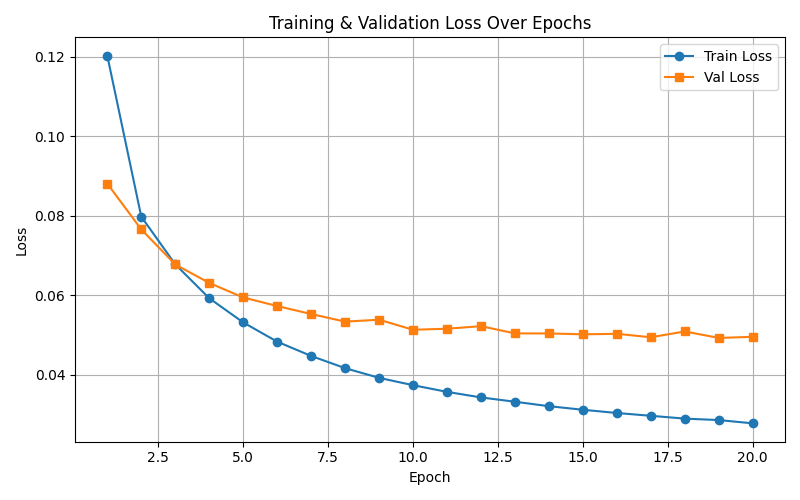 Training & Validation Loss Over Epochs
Train Loss
Val Loss
Loss
0.12
0.10
0.08
0.06
0.04
2.5 5.0 7.5 10.0 12.5 15.0 17.5 20.0
Epoch